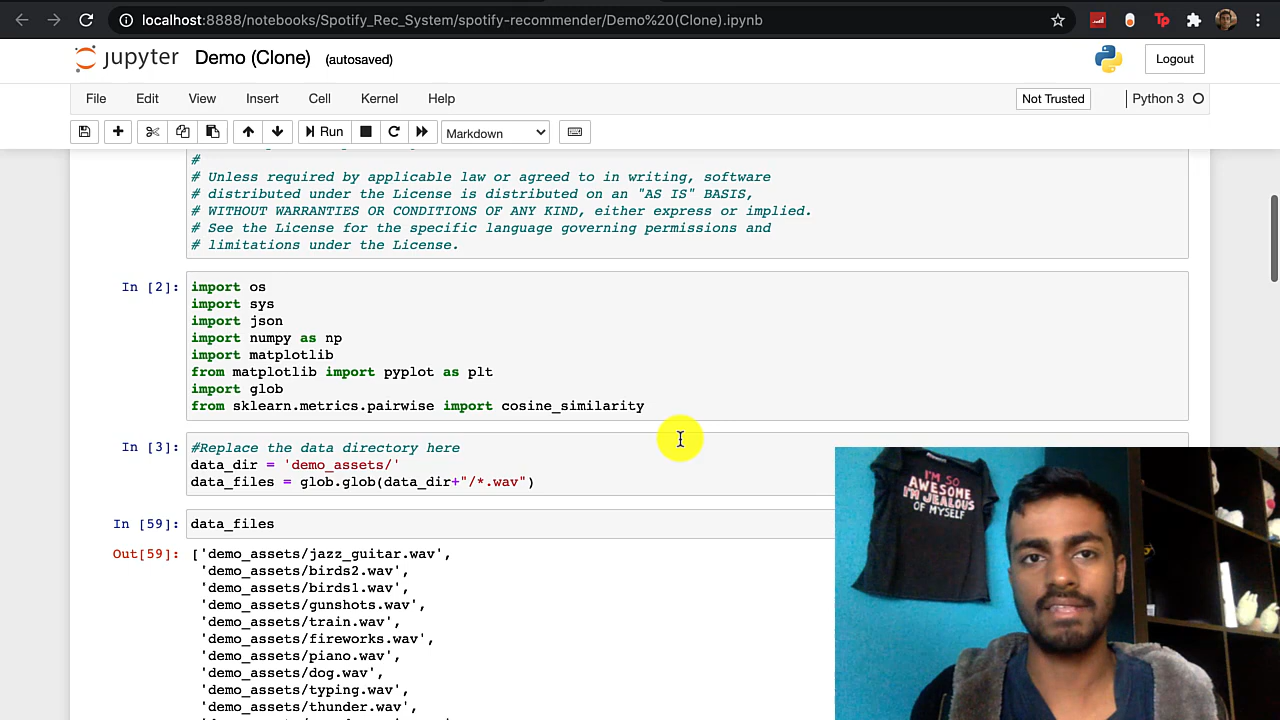 localhost:8888/notebooks/Spotify_Rec_System/spotify-recommender/Demo%20(Clone).ipynb
Tp
jupyter Demo (Clone) (autosaved)
Logout
File Edit View Insert Cell Kernel Help
Not Trusted
Python 3
Run
Markdown
#
# Unless required by applicable law or agreed to in writing, software
# distributed under the License is distributed on an "AS IS" BASIS,
# WITHOUT WARRANTIES OR CONDITIONS OF ANY KIND, either express or implied.
# See the License for the specific language governing permissions and
# limitations under the License.
In [2]: import os
import sys
import json
import numpy as np
import matplotlib
from matplotlib import pyplot as plt
import glob
from sklearn.metrics.pairwise import cosine_similarity
In [3]: #Replace the data directory here
data_dir = 'demo_assets/'
data_files = glob.glob(data_dir+"/*.wav")
In [59]: data_files
Out[59]: ['demo_assets/jazz_guitar.wav',
'demo_assets/birds2.wav',
'demo_assets/birds1.wav',
'demo_assets/gunshots.wav',
'demo_assets/train.wav',
'demo_assets/fireworks.wav',
'demo_assets/piano.wav',
'demo_assets/dog.wav',
'demo_assets/typing.wav',
'demo_assets/thunder.wav',
I'M SO
AWESOME
I'M JEALOUS
OF MYSELF